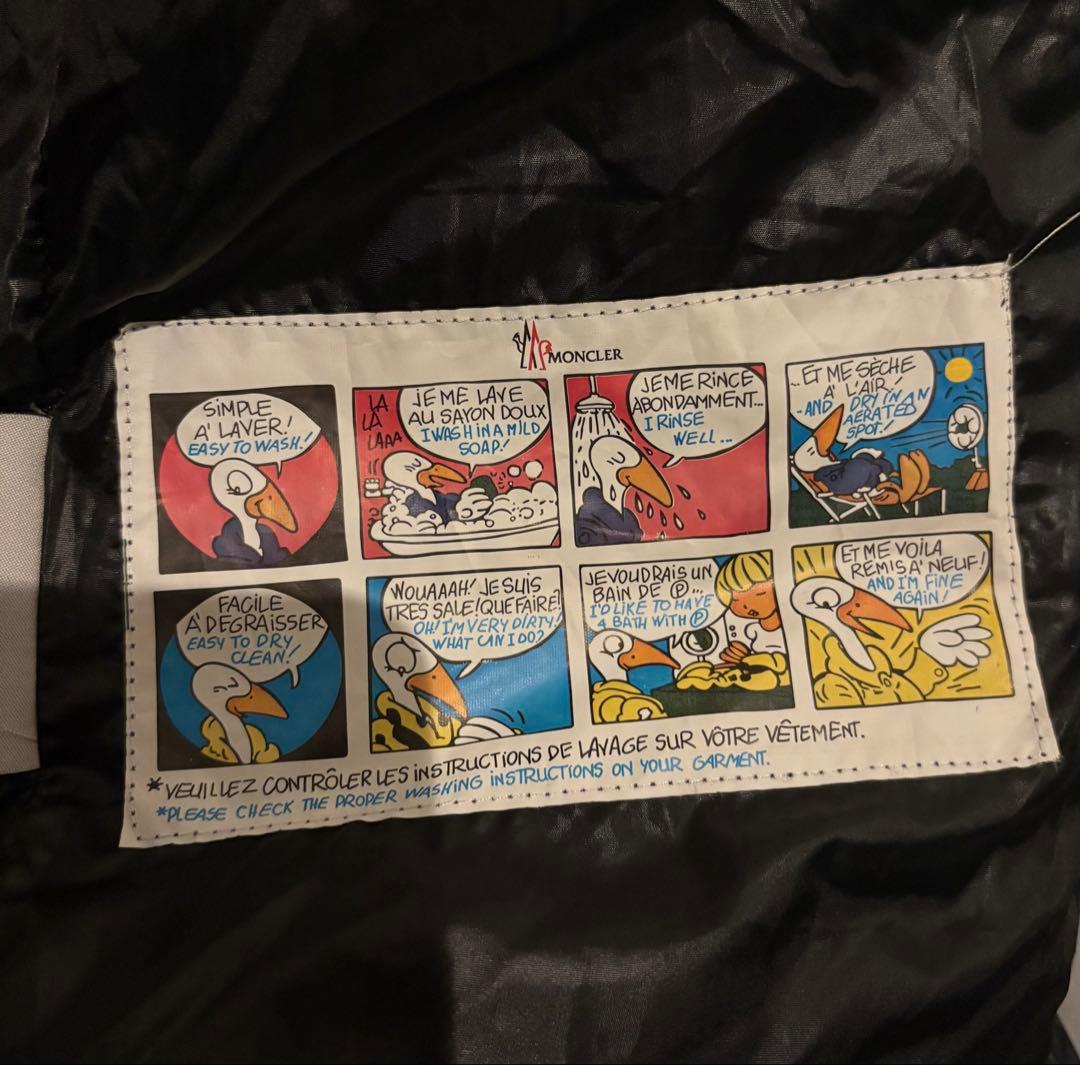 MONCLER
SIMPLE
A' LAVER!
EASY TO WASH!
LA
LA
LAAA
JE ME LAVE
AU SAVON DOUX
I WASH IN A MILD
SOAP!
JE ME RINCE
ABONDAMMENT...
I RINSE
WELL...
...ET ME SÈCHE
A' L'AIR!
...AND DRY IN AN
AERATED
SPOT!
FACILE
A' DEGRAISSER
EASY TO DRY
CLEAN!
WOUAAAH! JE SUIS
TRES SALE! QUE FAIRE!
OH! I'M VERY DIRTY!
WHAT CAN I DO?
JE VOUDRAIS UN
BAIN DE Ⓟ...
I'D LIKE TO HAVE
A BATH WITH Ⓟ
ET ME VOILA
REMIS A' NEUF!
AND I'M FINE
AGAIN!
*VEUILLEZ CONTRÔLER LES INSTRUCTIONS DE LAVAGE SUR VÔTRE VÊTEMENT.
*PLEASE CHECK THE PROPER WASHING INSTRUCTIONS ON YOUR GARMENT.